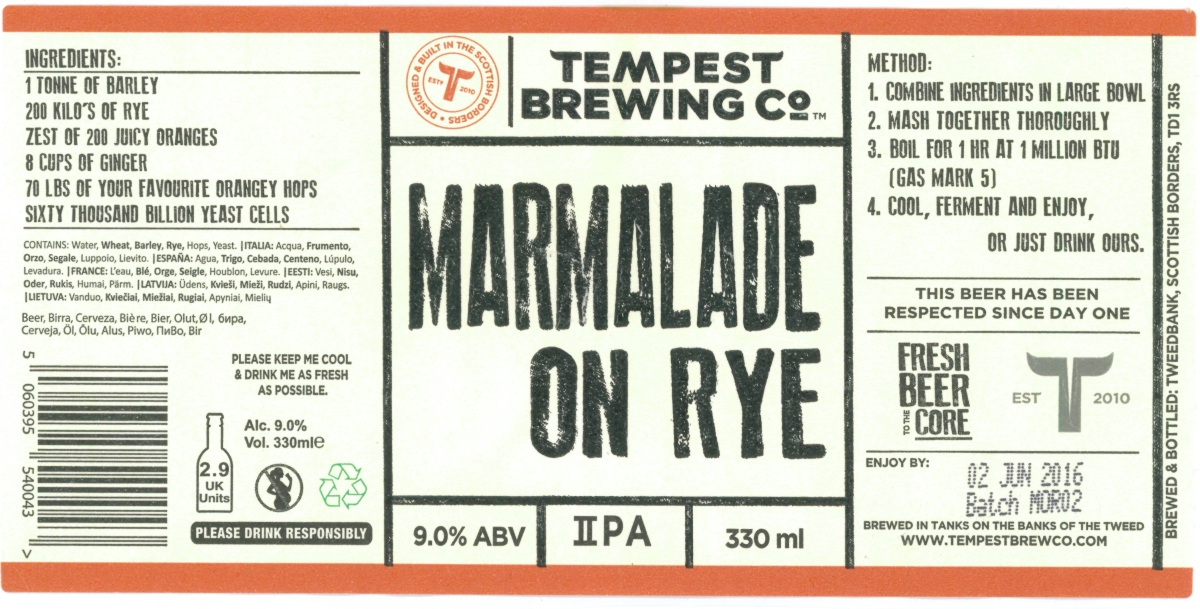 INGREDIENTS:
1 TONNE OF BARLEY
200 KILO'S OF RYE
ZEST OF 200 JUICY ORANGES
8 CUPS OF GINGER
70 LBS OF YOUR FAVOURITE ORANGEY HOPS
SIXTY THOUSAND BILLION YEAST CELLS
CONTAINS: Water, Wheat, Barley, Rye, Hops, Yeast. |ITALIA: Acqua, Frumento,
Orzo, Segale, Luppoio, Lievito. |ESPAÑA: Agua, Trigo, Cebada, Centeno, Lúpulo,
Levadura. |FRANCE: L'eau, Blé, Orge, Seigle, Houblon, Levure. |EESTI: Vesi, Nisu,
Oder, Rukis, Humai, Pärm. |LATVIJA: Ūdens, Kvieši, Mieži, Rudzi, Apini, Raugs.
|LIETUVA: Vanduo, Kviečiai, Miežiai, Rugiai, Apyniai, Mielių
Beer, Birra, Cerveza, Bière, Bier, Olut,Øl, бира,
Cerveja, Öl, Õlu, Alus, Piwo, ПиВо, Bir
5 060395 540043 >
PLEASE KEEP ME COOL
& DRINK ME AS FRESH
AS POSSIBLE.
Alc. 9.0%
Vol. 330ml℮
2.9
UK
Units
PLEASE DRINK RESPONSIBLY
DESIGNED & BUILT IN THE SCOTTISH BORDERS •
ESTD 2010
TEMPEST
BREWING Co™
MARMALADE
ON RYE
9.0% ABV
IIPA
330 ml
METHOD:
1. COMBINE INGREDIENTS IN LARGE BOWL
2. MASH TOGETHER THOROUGHLY
3. BOIL FOR 1 HR AT 1 MILLION BTU
(GAS MARK 5)
4. COOL, FERMENT AND ENJOY,
OR JUST DRINK OURS.
THIS BEER HAS BEEN
RESPECTED SINCE DAY ONE
FRESH
BEER
TO THE CORE
EST 2010
ENJOY BY:
02 JUN 2016
Batch MOR02
BREWED IN TANKS ON THE BANKS OF THE TWEED
WWW.TEMPESTBREWCO.COM
BREWED & BOTTLED: TWEEDBANK, SCOTTISH BORDERS, TD1 3RS